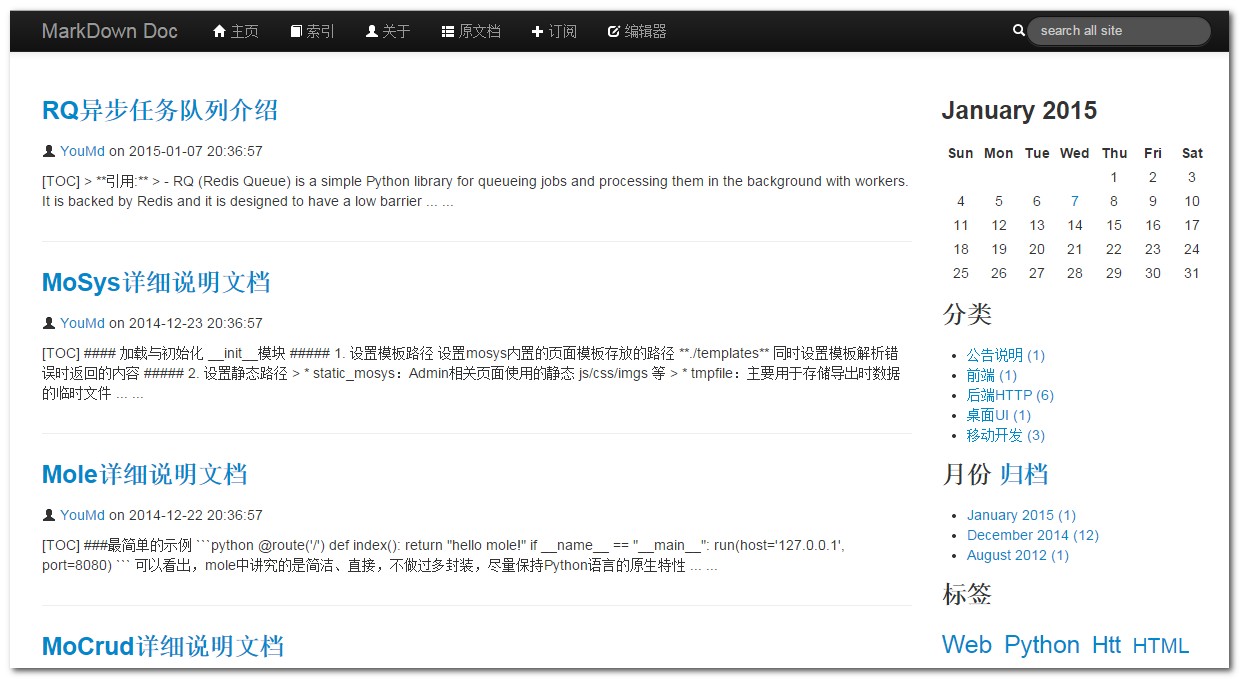 MarkDown Doc 主页 索引 关于 原文档 订阅 编辑器 search all site
RQ异步任务队列介绍
YouMd on 2015-01-07 20:36:57
[TOC] > **引用:** > - RQ (Redis Queue) is a simple Python library for queueing jobs and processing them in the background with workers.
It is backed by Redis and it is designed to have a low barrier ... ...
MoSys详细说明文档
YouMd on 2014-12-23 20:36:57
[TOC] #### 加载与初始化 __init__模块 ##### 1. 设置模板路径 设置mosys内置的页面模板存放的路径 **./templates** 同时设置模板解析错
误时返回的内容 ##### 2. 设置静态路径 > * static_mosys：Admin相关页面使用的静态 js/css/imgs 等 > * tmpfile：主要用于存储导出时数据
的临时文件 ... ...
Mole详细说明文档
YouMd on 2014-12-22 20:36:57
[TOC] ###最简单的示例 ```python @route('/') def index(): return "hello mole!" if __name__ == "__main__": run(host='127.0.0.1',
port=8080) ``` 可以看出，mole中讲究的是简洁、直接，不做过多封装，尽量保持Python语言的原生特性 ... ...
MoCrud详细说明文档
January 2015
Sun Mon Tue Wed Thu Fri Sat
1 2 3
4 5 6 7 8 9 10
11 12 13 14 15 16 17
18 19 20 21 22 23 24
25 26 27 28 29 30 31
分类
公告说明 (1)
前端 (1)
后端HTTP (6)
桌面UI (1)
移动开发 (3)
月份 归档
January 2015 (1)
December 2014 (12)
August 2012 (1)
标签
Web Python Htt HTML